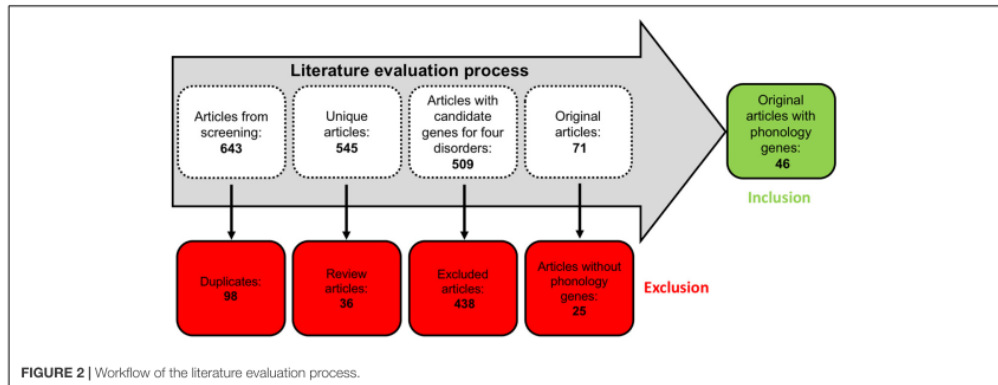 Literature evaluation process
Articles from
screening:
643
Unique
articles:
545
Articles with
candidate
genes for four
disorders:
509
Original
articles:
71
Original
articles with
phonology
genes:
46
Inclusion
Duplicates:
98
Review
articles:
36
Excluded
articles:
438
Articles without
phonology
genes:
25
Exclusion
FIGURE 2 | Workflow of the literature evaluation process.